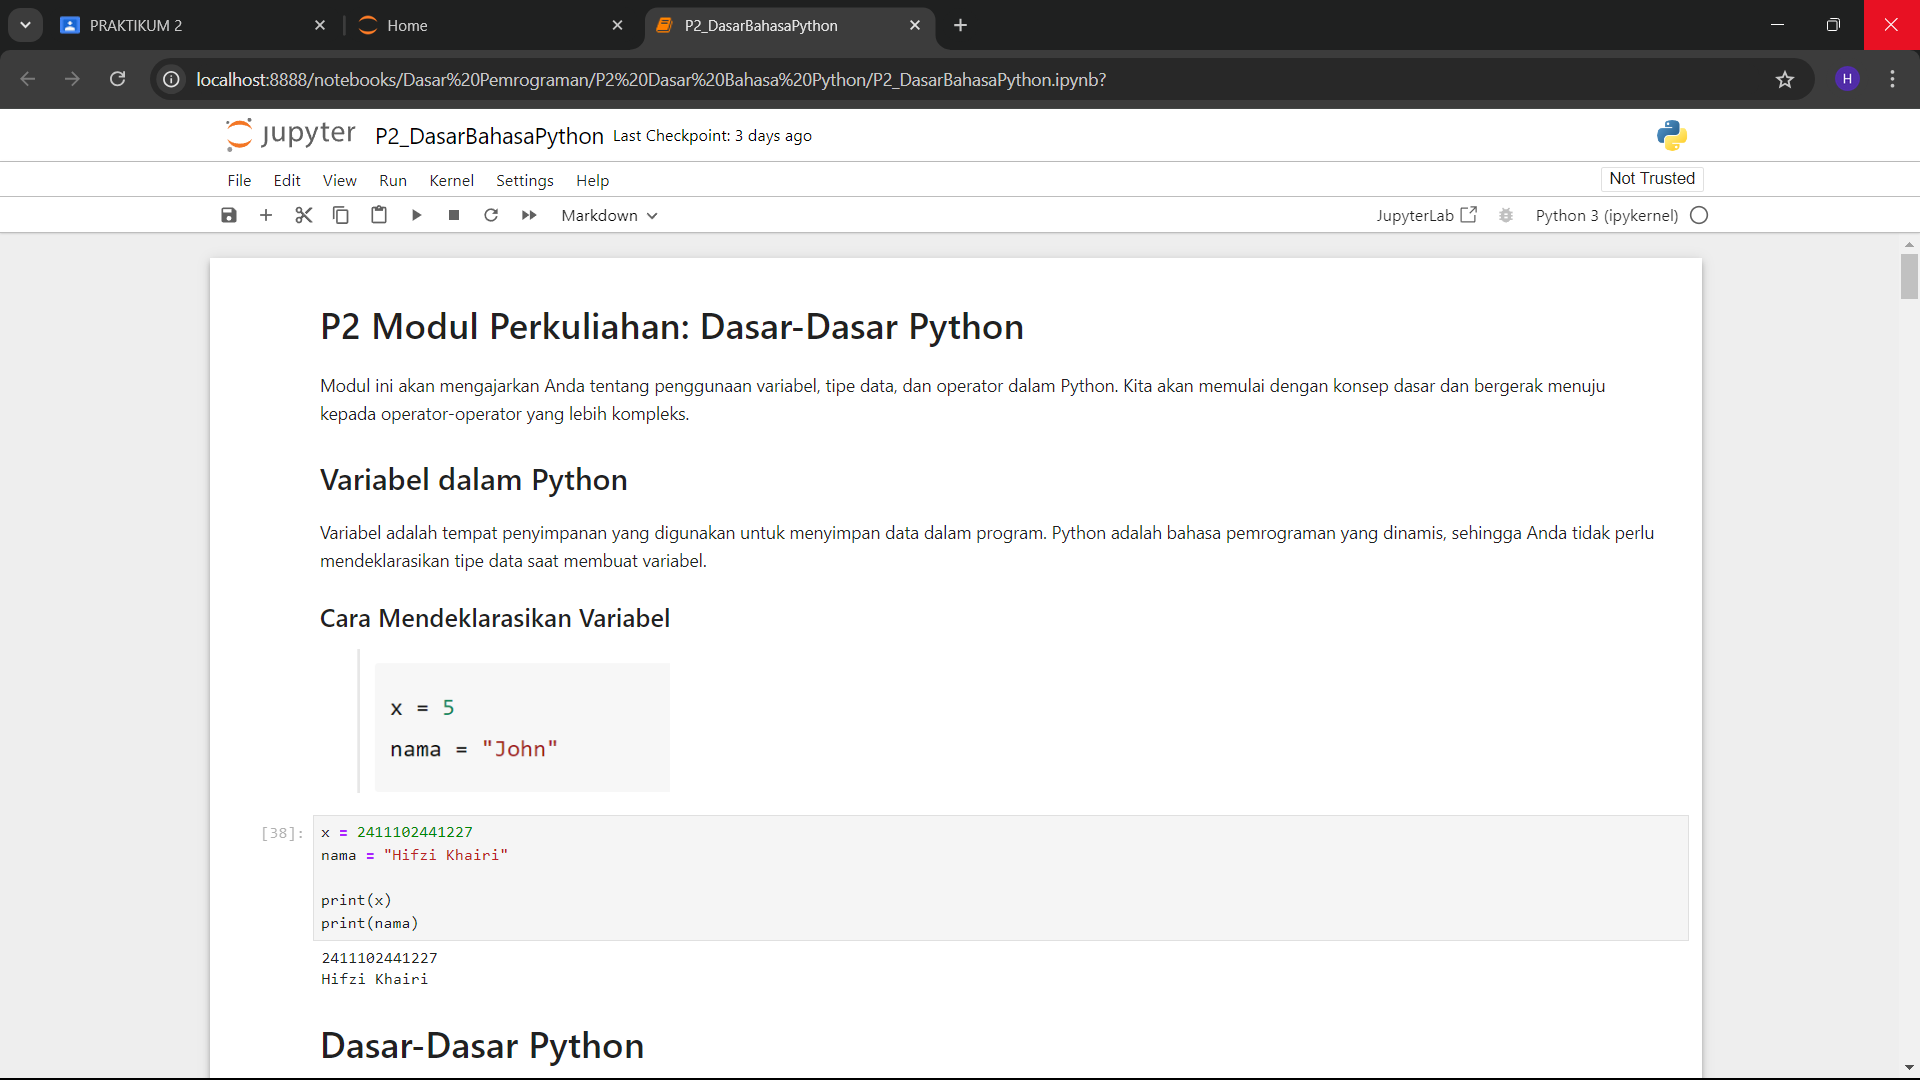 PRAKTIKUM 2
Home
P2_DasarBahasaPython
localhost:8888/notebooks/Dasar%20Pemrograman/P2%20Dasar%20Bahasa%20Python/P2_DasarBahasaPython.ipynb?
H
jupyter P2_DasarBahasaPython Last Checkpoint: 3 days ago
File Edit View Run Kernel Settings Help
Not Trusted
Markdown
JupyterLab
Python 3 (ipykernel)
P2 Modul Perkuliahan: Dasar-Dasar Python
Modul ini akan mengajarkan Anda tentang penggunaan variabel, tipe data, dan operator dalam Python. Kita akan memulai dengan konsep dasar dan bergerak menuju
kepada operator-operator yang lebih kompleks.
Variabel dalam Python
Variabel adalah tempat penyimpanan yang digunakan untuk menyimpan data dalam program. Python adalah bahasa pemrograman yang dinamis, sehingga Anda tidak perlu
mendeklarasikan tipe data saat membuat variabel.
Cara Mendeklarasikan Variabel
x = 5
nama = "John"
[38]:
x = 2411102441227
nama = "Hifzi Khairi"
print(x)
print(nama)
2411102441227
Hifzi Khairi
Dasar-Dasar Python